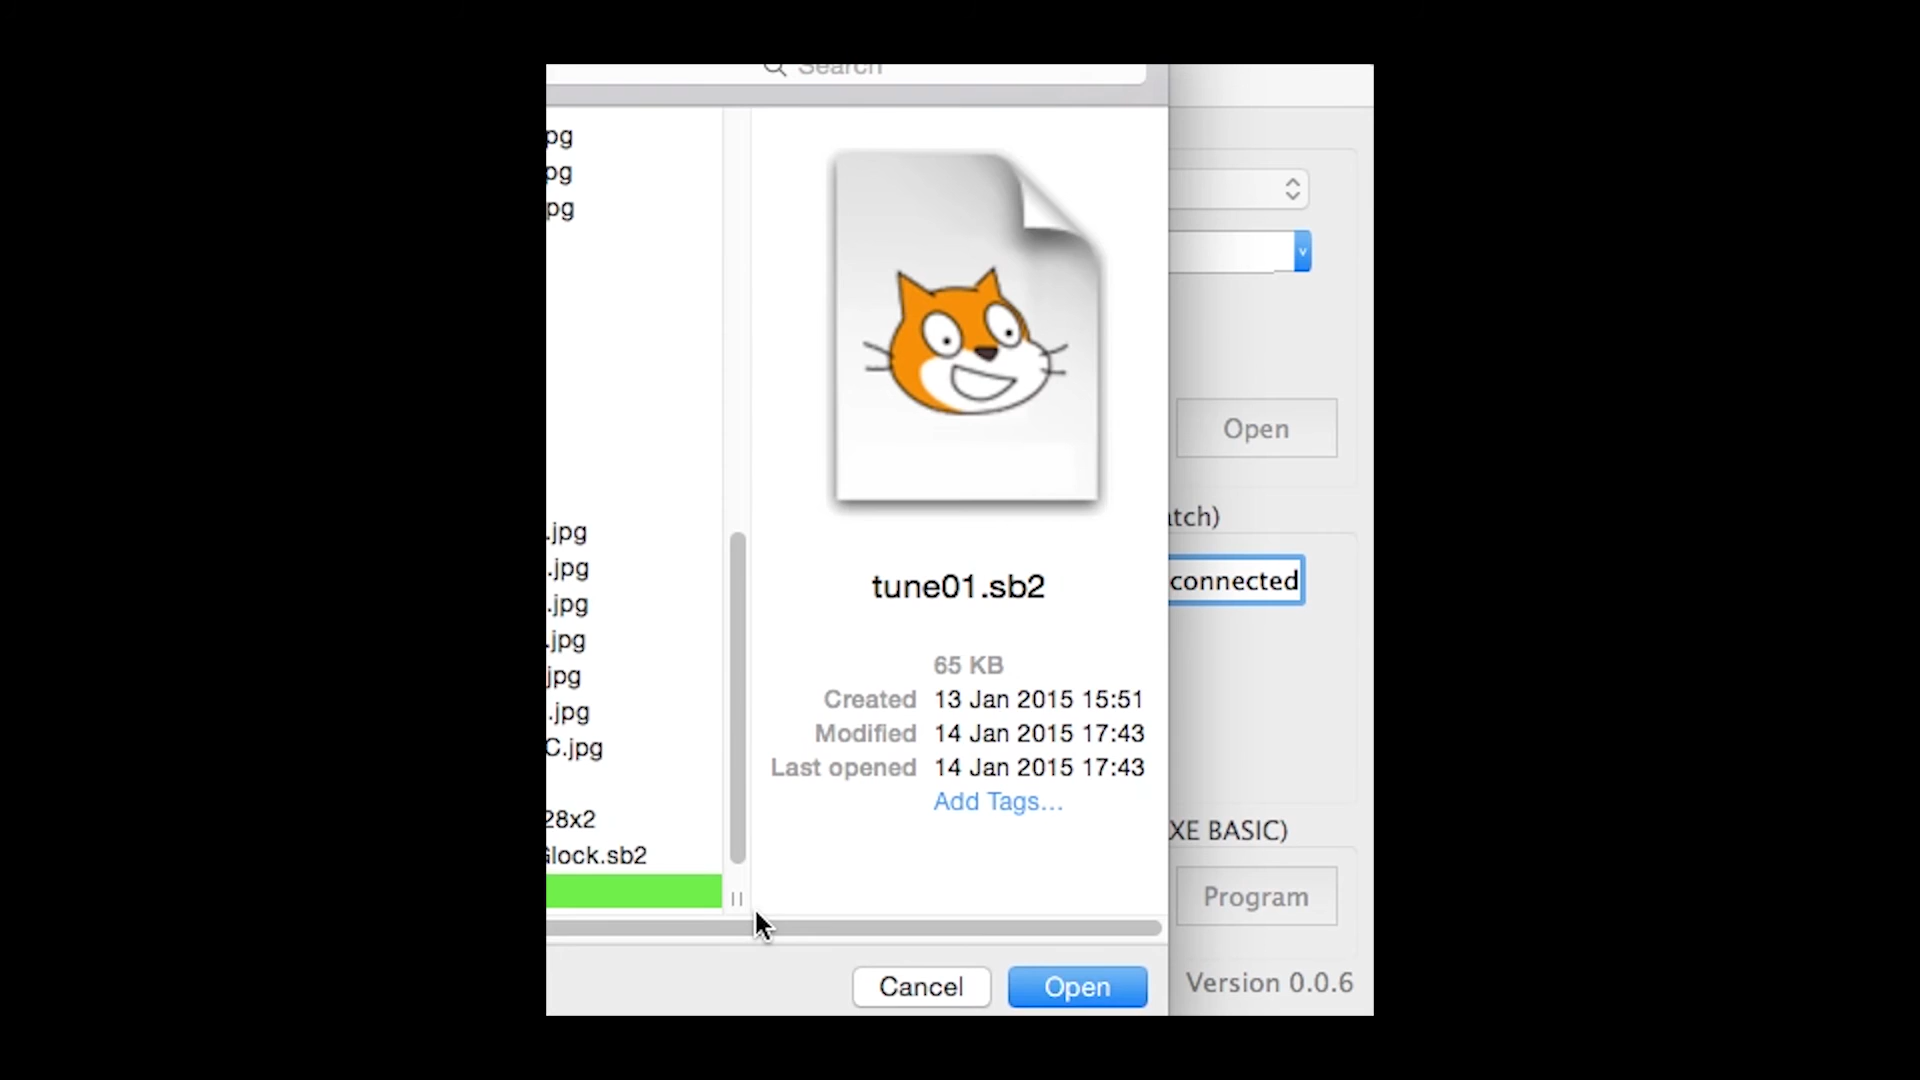 Search
pg
pg
pg
.jpg
.jpg
.jpg
.jpg
jpg
.jpg
C.jpg
28x2
lock.sb2
tune01.sb2
65 KB
Created 13 Jan 2015 15:51
Modified 14 Jan 2015 17:43
Last opened 14 Jan 2015 17:43
Add Tags...
Cancel
Open
Open
atch)
connected
XE BASIC)
Program
Version 0.0.6